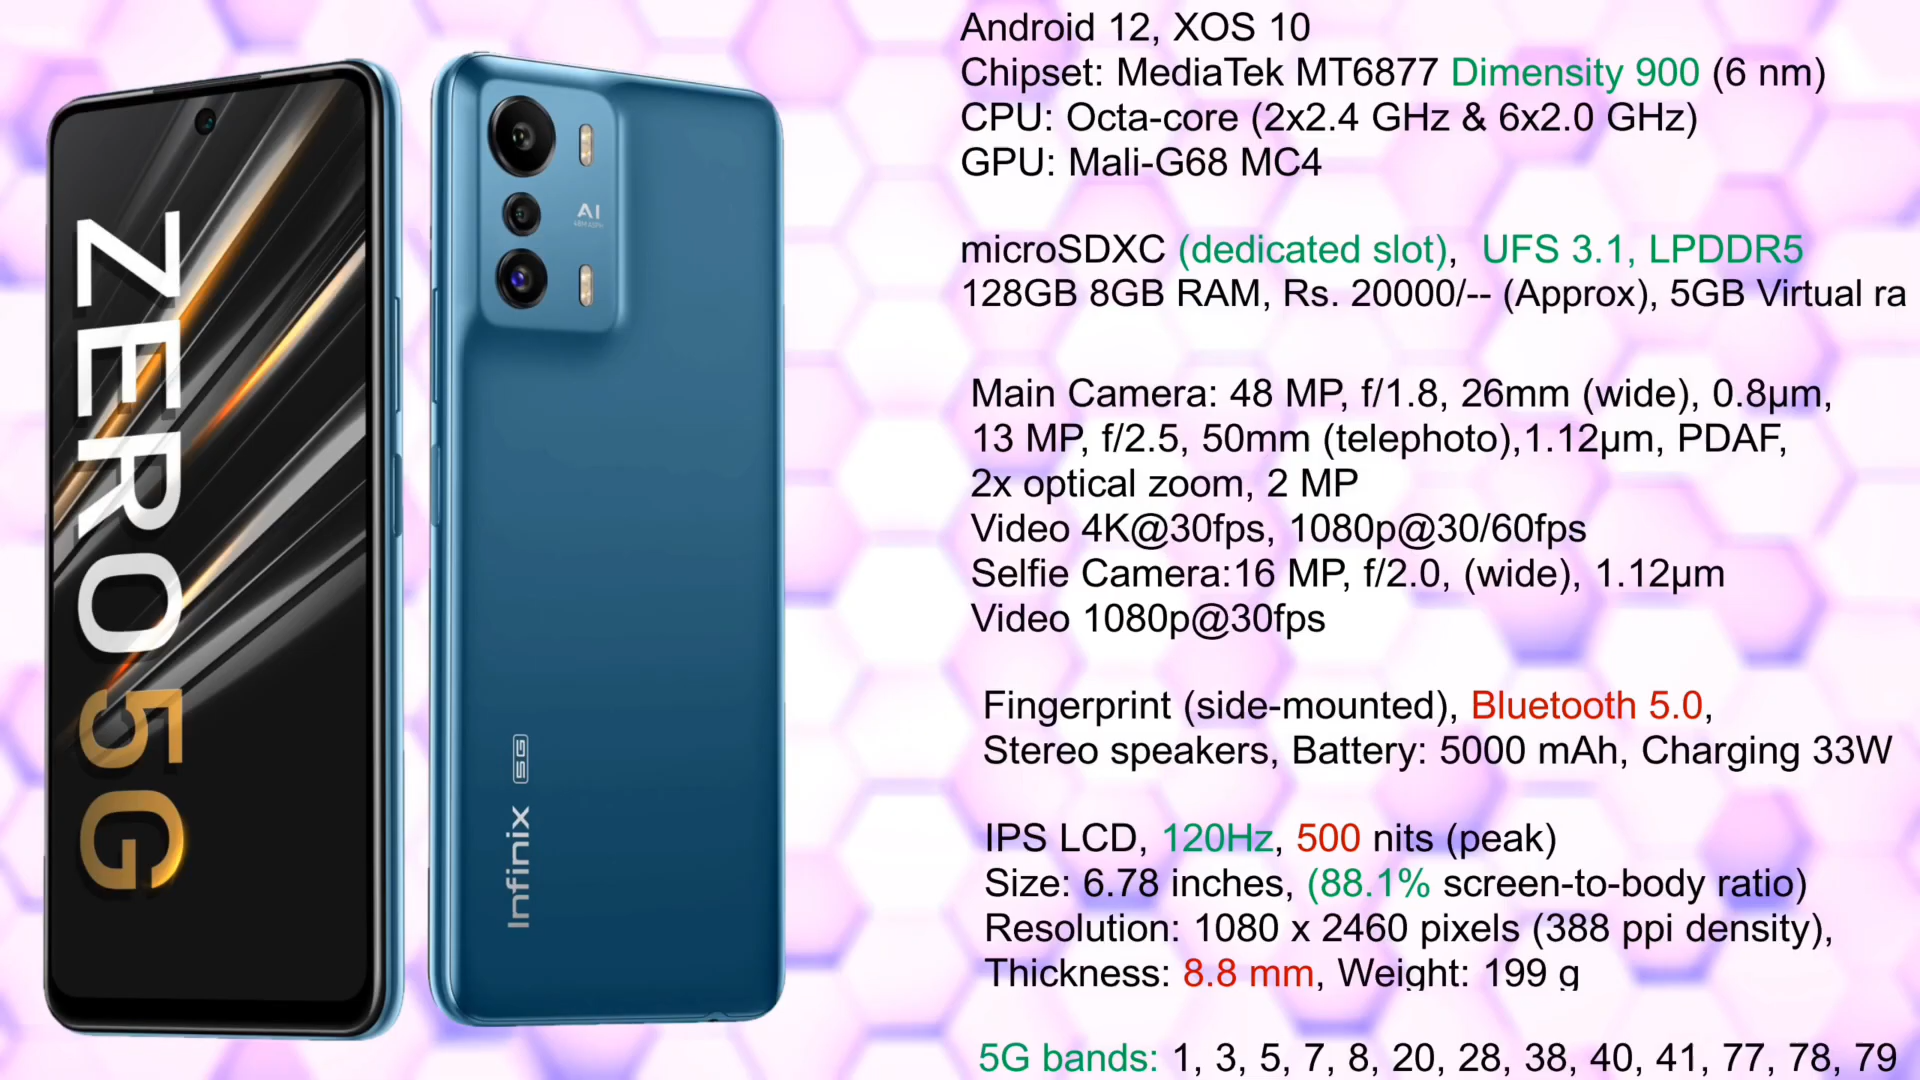 ZERO 5G
AI
Infinix 5G
Android 12, XOS 10
Chipset: MediaTek MT6877 Dimensity 900 (6 nm)
CPU: Octa-core (2x2.4 GHz & 6x2.0 GHz)
GPU: Mali-G68 MC4
microSDXC (dedicated slot), UFS 3.1, LPDDR5
128GB 8GB RAM, Rs. 20000/-- (Approx), 5GB Virtual ra
Main Camera: 48 MP, f/1.8, 26mm (wide), 0.8µm,
13 MP, f/2.5, 50mm (telephoto),1.12µm, PDAF,
2x optical zoom, 2 MP
Video 4K@30fps, 1080p@30/60fps
Selfie Camera:16 MP, f/2.0, (wide), 1.12µm
Video 1080p@30fps
Fingerprint (side-mounted), Bluetooth 5.0,
Stereo speakers, Battery: 5000 mAh, Charging 33W
IPS LCD, 120Hz, 500 nits (peak)
Size: 6.78 inches, (88.1% screen-to-body ratio)
Resolution: 1080 x 2460 pixels (388 ppi density),
Thickness: 8.8 mm, Weight: 199 g
5G bands: 1, 3, 5, 7, 8, 20, 28, 38, 40, 41, 77, 78, 79